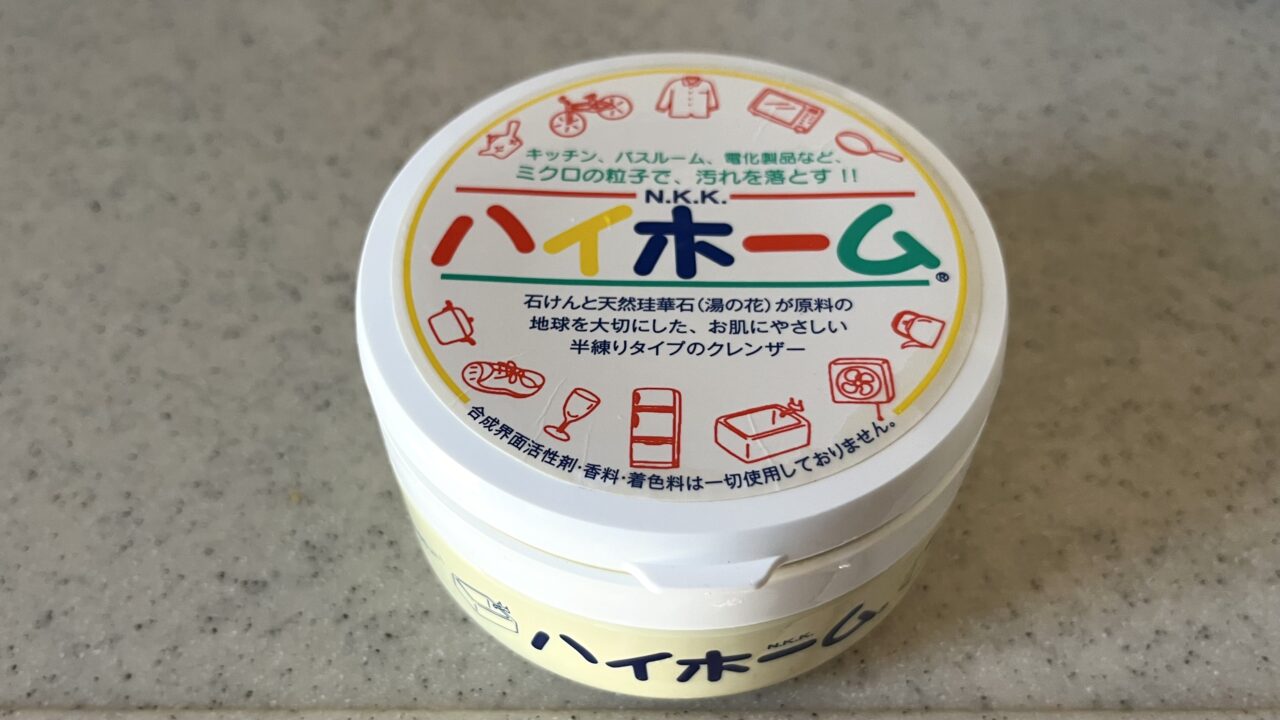 キッチン、バスルーム、電化製品など、
ミクロの粒子で、汚れを落とす!!
N.K.K.
ハイホーム®
石けんと天然珪華石(湯の花)が原料の
地球を大切にした、お肌にやさしい
半練りタイプのクレンザー
合成界面活性剤・香料・着色料は一切使用しておりません。
N.K.K.
ハイホーム